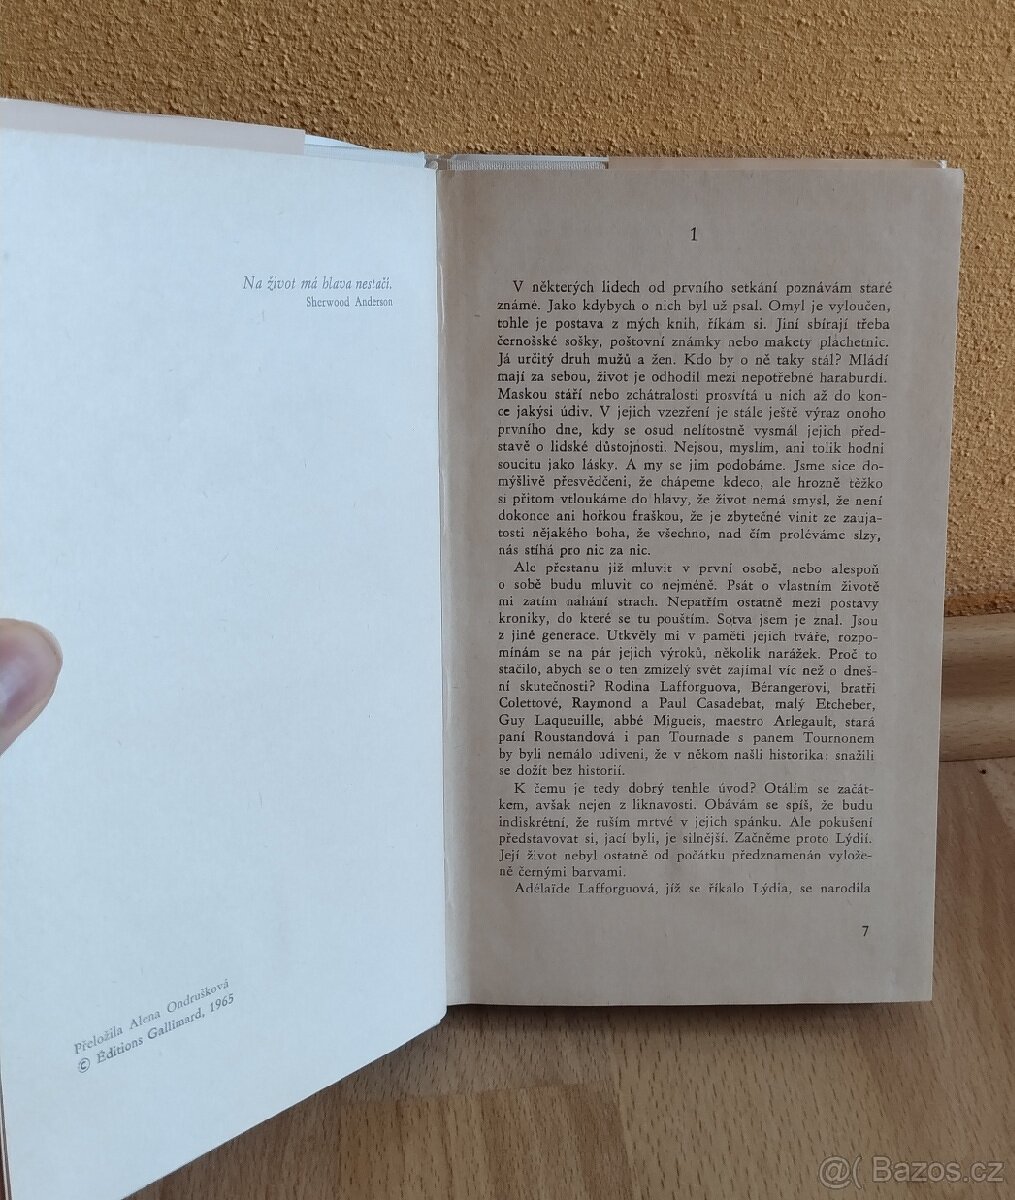 Na život má hlava nestačí.
Sherwood Anderson
Přeložila Alena Ondrušková
© Éditions Gallimard, 1965
1
V některých lidech od prvního setkání poznávám staré
známé. Jako kdybych o nich byl už psal. Omyl je vyloučen,
tohle je postava z mých knih, říkám si. Jiní sbírají třeba
černošské sošky, poštovní známky nebo makety plachetnic.
Já určitý druh mužů a žen. Kdo by o ně taky stál? Mládí
mají za sebou, život je odhodil mezi nepotřebné haraburdí.
Maskou stáří nebo zchátralosti prosvítá u nich až do kon-
ce jakýsi údiv. V jejich vzezření je stále ještě výraz onoho
prvního dne, kdy se osud nelítostně vysmál jejich před-
stavě o lidské důstojnosti. Nejsou, myslím, ani tolik hodni
soucitu jako lásky. A my se jim podobáme. Jsme sice do-
mýšlivě přesvědčeni, že chápeme kdeco, ale hrozně těžko
si přitom vtloukáme do hlavy, že život nemá smysl, že není
dokonce ani hořkou fraškou, že je zbytečné vinit ze zauja-
tosti nějakého boha, že všechno, nad čím proléváme slzy,
nás stíhá pro nic za nic.
Ale přestanu již mluvit v první osobě, nebo alespoň
o sobě budu mluvit co nejméně. Psát o vlastním životě
mi zatím nahání strach. Nepatřím ostatně mezi postavy
kroniky, do které se tu pouštím. Sotva jsem je znal. Jsou
z jiné generace. Utkvěly mi v paměti jejich tváře, rozpo-
mínám se na pár jejich výroků, několik narážek. Proč to
stačilo, abych se o ten zmizelý svět zajímal víc než o dneš-
ní skutečnosti? Rodina Lafforguova, Bérangerovi, bratři
Colettové, Raymond a Paul Casadebat, malý Etcheber,
Guy Laqueuille, abbé Migueis, maestro Arlegault, stará
paní Roustandová i pan Tournade s panem Tournonem
by byli nemálo udiveni, že v někom našli historika: snažili
se dožít bez historií.
K čemu je tedy dobrý tenhle úvod? Otálím se začát-
kem, avšak nejen z liknavosti. Obávám se spíš, že budu
indiskrétní, že ruším mrtvé v jejich spánku. Ale pokušení
představovat si, jací byli, je silnější. Začněme proto Lýdií.
Její život nebyl ostatně od počátku předznamenán vylože-
ně černými barvami.
Adélaïde Lafforguová, jíž se říkalo Lýdia, se narodila
7
@( Bazos.cz